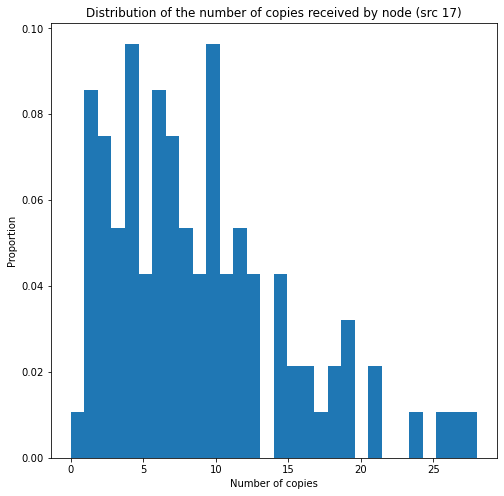 Distribution of the number of copies received by node (src 17)
0.10
0.08
0.06
0.04
0.02
0.00
Proportion
0 5 10 15 20 25
Number of copies